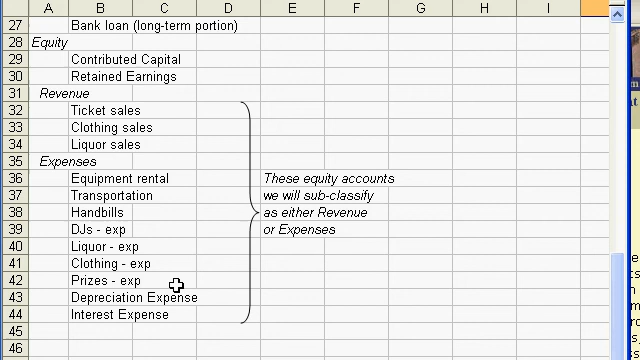 A B C D E F G H I
27 Bank loan (long-term portion)
28 Equity
29 Contributed Capital
30 Retained Earnings
31 Revenue
32 Ticket sales
33 Clothing sales
34 Liquor sales
35 Expenses
36 Equipment rental These equity accounts
37 Transportation we will sub-classify
38 Handbills as either Revenue
39 DJs - exp or Expenses
40 Liquor - exp
41 Clothing - exp
42 Prizes - exp
43 Depreciation Expense
44 Interest Expense
45
46